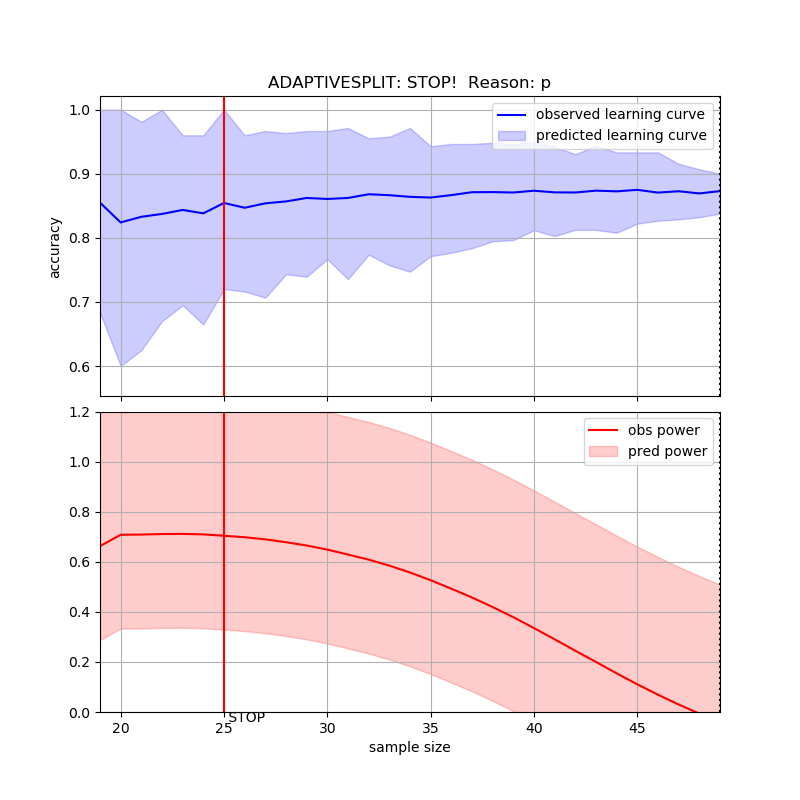 ADAPTIVESPLIT: STOP!  Reason: p
1.0
0.9
0.8
0.7
0.6
accuracy
observed learning curve
predicted learning curve
1.2
1.0
0.8
0.6
0.4
0.2
0.0
obs power
pred power
STOP
20
25
30
35
40
45
sample size